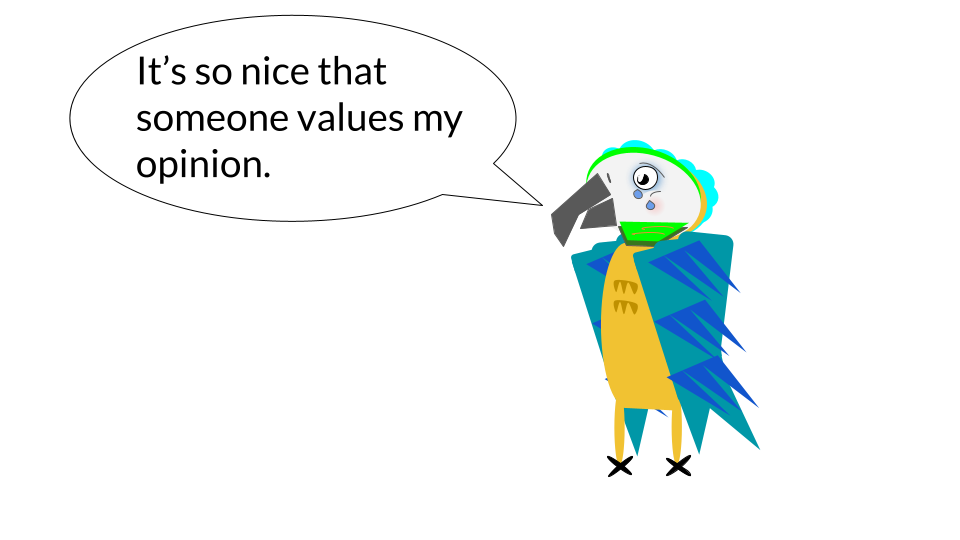 It’s so nice that
someone values my
opinion.